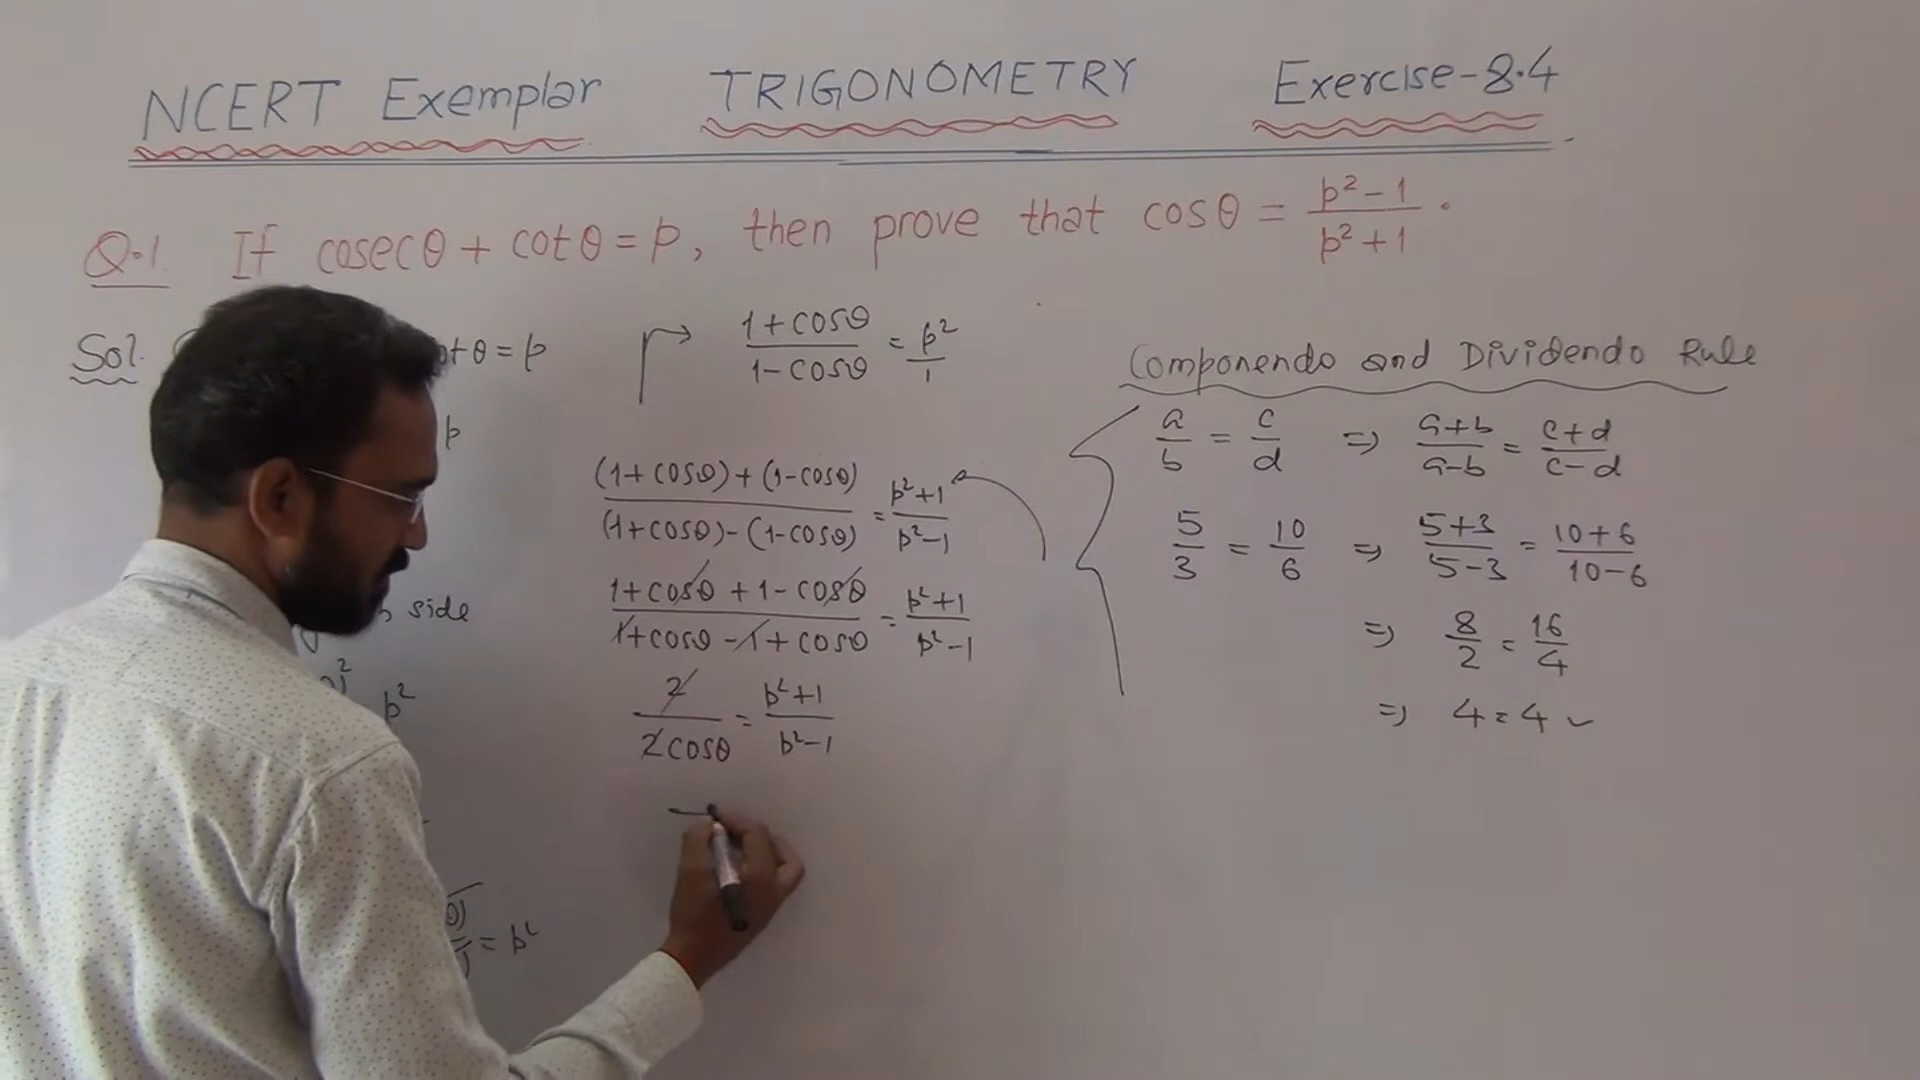 NCERT Exemplar TRIGONOMETRY Exercise-8.4
Q.1 If cosecθ + cotθ = p, then prove that cosθ = (p²-1)/(p²+1).
Sol.
θ = p
p
side
p²
= p²
(1+cosθ)/(1-cosθ) = p²/1
((1+cosθ)+(1-cosθ))/((1+cosθ)-(1-cosθ)) = (p²+1)/(p²-1)
(1+cosθ+1-cosθ)/(1+cosθ-1+cosθ) = (p²+1)/(p²-1)
2/(2cosθ) = (p²+1)/(p²-1)
Componendo and Dividendo Rule
a/b = c/d ⇒ (a+b)/(a-b) = (c+d)/(c-d)
5/3 = 10/6 ⇒ (5+3)/(5-3) = (10+6)/(10-6)
⇒ 8/2 = 16/4
⇒ 4 = 4 ✓